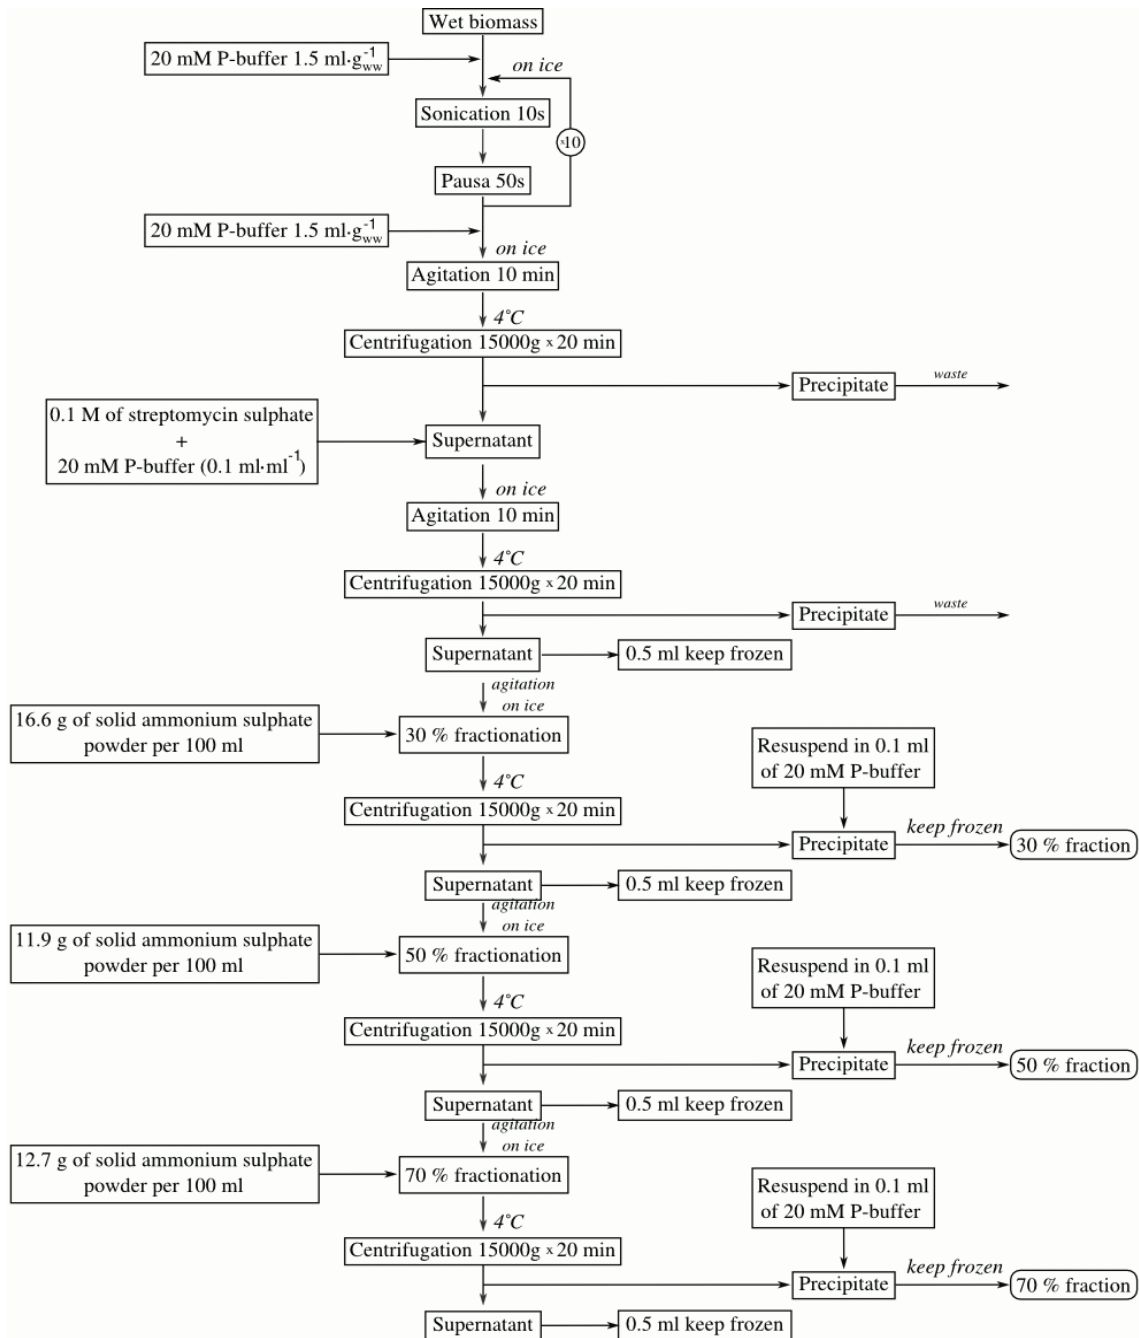 Wet biomass
20 mM P-buffer 1.5 ml·g⁻¹ww
on ice
Sonication 10s
x10
Pausa 50s
20 mM P-buffer 1.5 ml·g⁻¹ww
on ice
Agitation 10 min
4°C
Centrifugation 15000g x 20 min
Precipitate
waste
0.1 M of streptomycin sulphate
+
20 mM P-buffer (0.1 ml·ml⁻¹)
Supernatant
on ice
Agitation 10 min
4°C
Centrifugation 15000g x 20 min
Precipitate
waste
Supernatant
0.5 ml keep frozen
agitation
on ice
16.6 g of solid ammonium sulphate
powder per 100 ml
30 % fractionation
Resuspend in 0.1 ml
of 20 mM P-buffer
4°C
Centrifugation 15000g x 20 min
Precipitate
keep frozen
30 % fraction
Supernatant
0.5 ml keep frozen
agitation
on ice
11.9 g of solid ammonium sulphate
powder per 100 ml
50 % fractionation
Resuspend in 0.1 ml
of 20 mM P-buffer
4°C
Centrifugation 15000g x 20 min
Precipitate
keep frozen
50 % fraction
Supernatant
0.5 ml keep frozen
agitation
on ice
12.7 g of solid ammonium sulphate
powder per 100 ml
70 % fractionation
Resuspend in 0.1 ml
of 20 mM P-buffer
4°C
Centrifugation 15000g x 20 min
Precipitate
keep frozen
70 % fraction
Supernatant
0.5 ml keep frozen